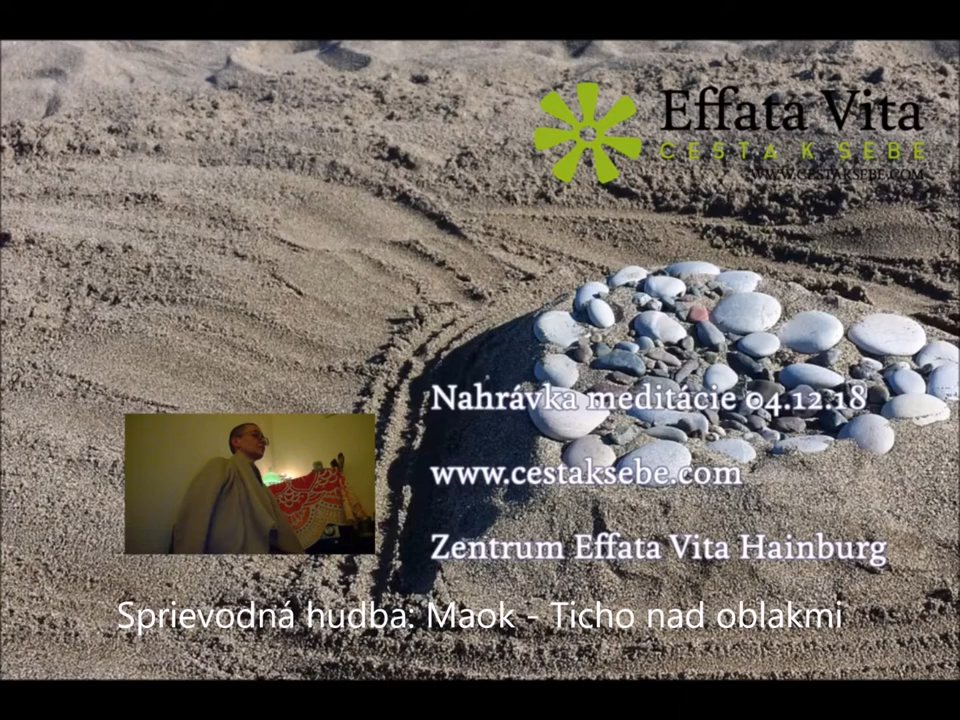 Effata Vita
CESTA K SEBE
WWW.CESTAKSEBE.COM
Nahrávka meditácie 04.12.18
www.cestaksebe.com
Zentrum Effata Vita Hainburg
Sprievodná hudba: Maok - Ticho nad oblakmi